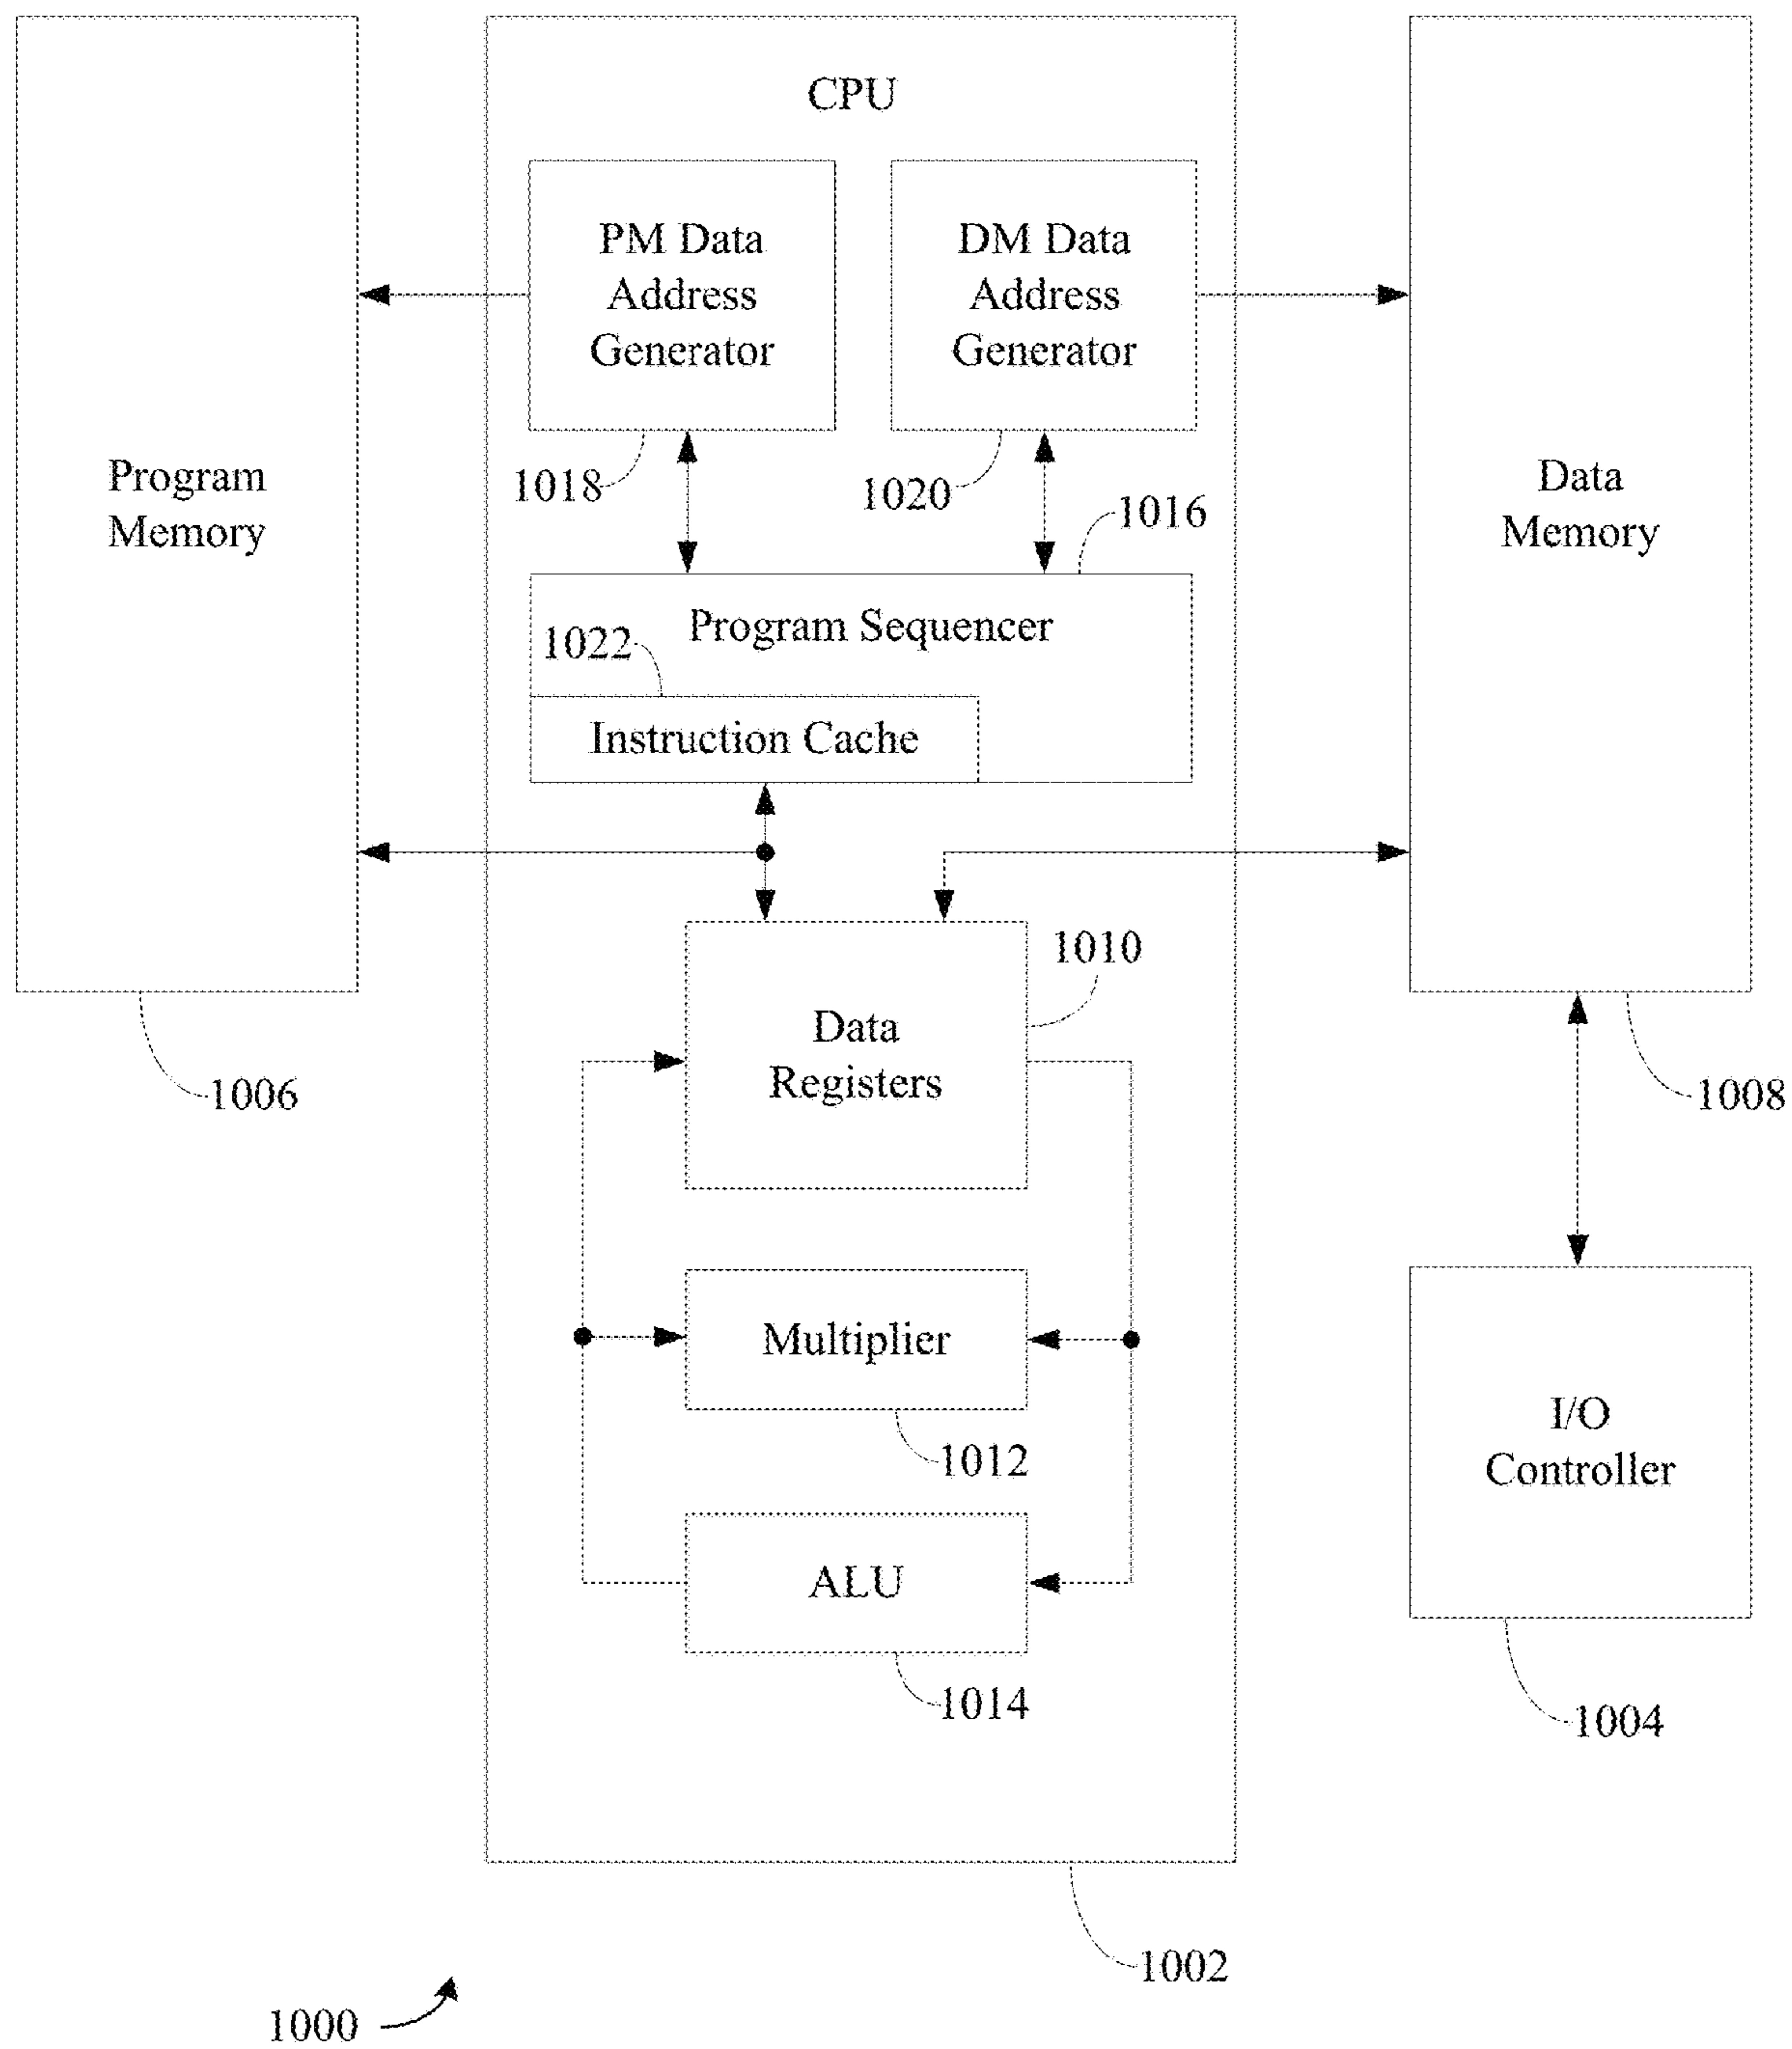 CPU
PM Data
Address
Generator
DM Data
Address
Generator
1018
1020
1016
Program
Memory
Data
Memory
Program Sequencer
1022
Instruction Cache
1010
Data
Registers
1006
1008
Multiplier
1012
I/O
Controller
ALU
1014
1004
1002
1000